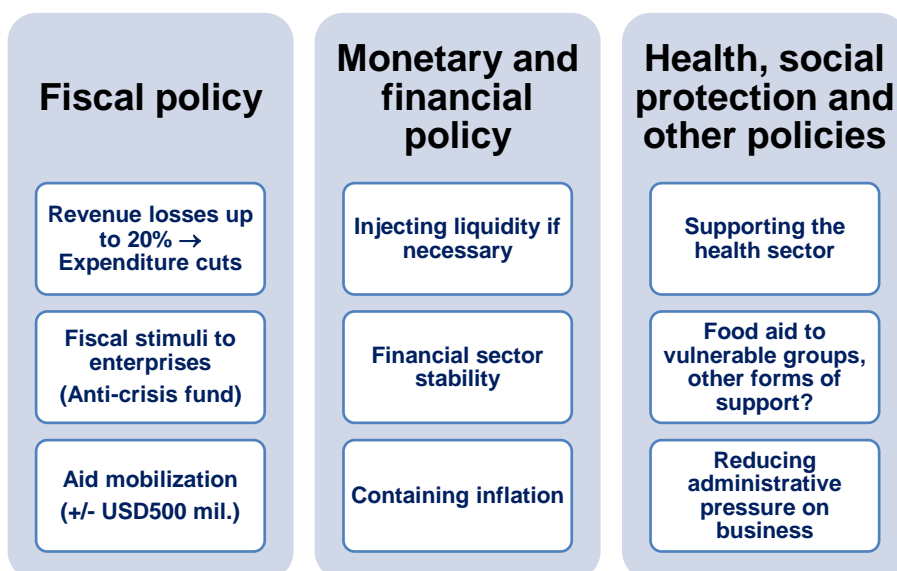 Fiscal policy
Revenue losses up
to 20% →
Expenditure cuts
Fiscal stimuli to
enterprises
(Anti-crisis fund)
Aid mobilization
(+/- USD500 mil.)
Monetary and
financial
policy
Injecting liquidity if
necessary
Financial sector
stability
Containing inflation
Health, social
protection and
other policies
Supporting the
health sector
Food aid to
vulnerable groups,
other forms of
support?
Reducing
administrative
pressure on
business